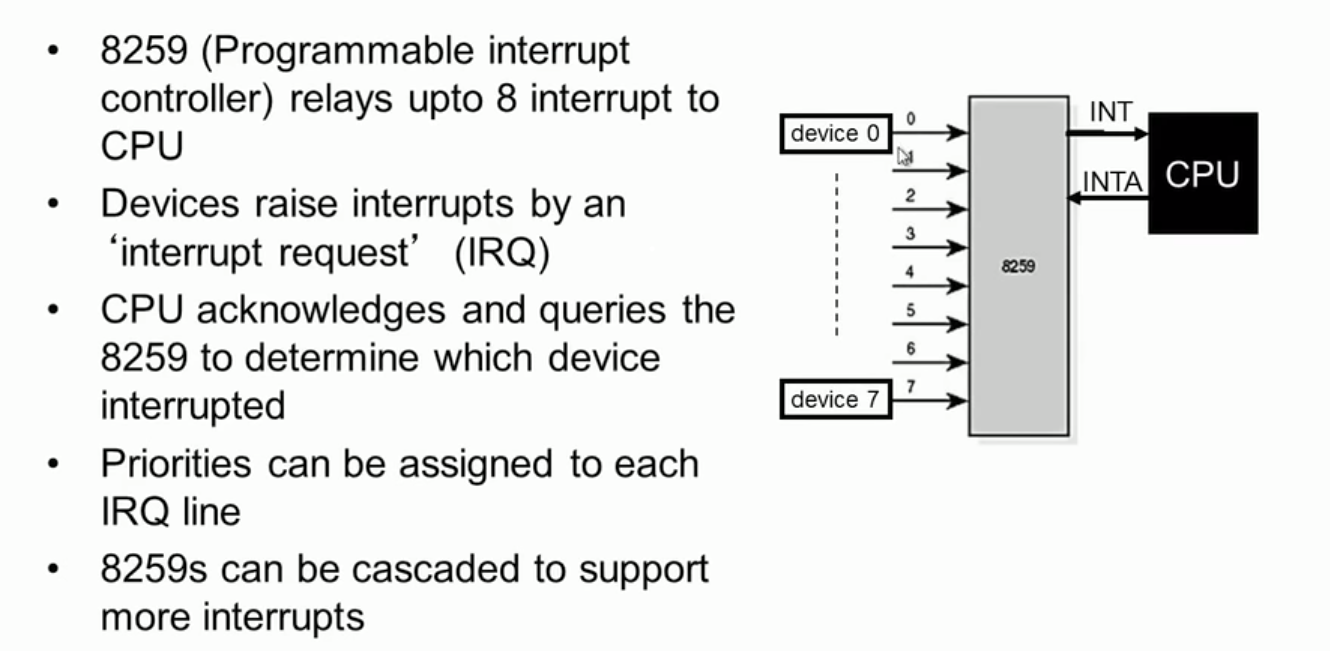 • 8259 (Programmable interrupt
controller) relays upto 8 interrupt to
CPU
• Devices raise interrupts by an
‘interrupt request’ (IRQ)
• CPU acknowledges and queries the
8259 to determine which device
interrupted
• Priorities can be assigned to each
IRQ line
• 8259s can be cascaded to support
more interrupts
device 0
0
1
2
3
4
5
6
7
device 7
8259
INT
INTA
CPU